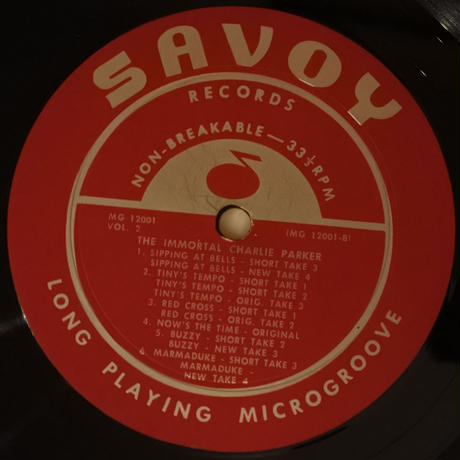 SAVOY
RECORDS
NON-BREAKABLE—33⅓RPM
MG 12001
VOL. 2
(MG 12001-B)
THE IMMORTAL CHARLIE PARKER
1. SIPPING AT BELLS - SHORT TAKE 3
SIPPING AT BELLS - NEW TAKE 4
2. TINY'S TEMPO - SHORT TAKE 1
TINY'S TEMPO - SHORT TAKE 2
TINY'S TEMPO - ORIG. TAKE 3
3. RED CROSS - SHORT TAKE 1
RED CROSS - ORIG. TAKE 2
4. NOW'S THE TIME - ORIGINAL
5. BUZZY - SHORT TAKE 2
BUZZY - NEW TAKE 3
6. MARMADUKE - SHORT TAKE 3
MARMADUKE -
NEW TAKE 4
LONG PLAYING MICROGROOVE